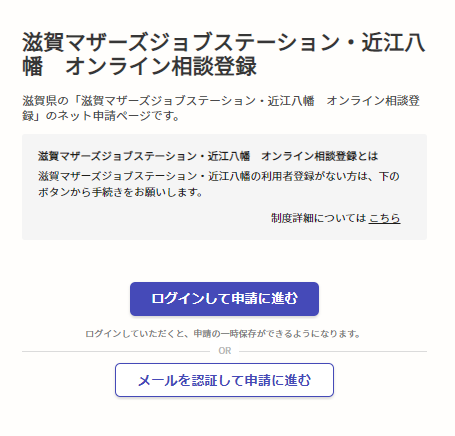 滋賀マザーズジョブステーション・近江八
幡　オンライン相談登録
滋賀県の「滋賀マザーズジョブステーション・近江八幡　オンライン相談登
録」のネット申請ページです。
滋賀マザーズジョブステーション・近江八幡　オンライン相談登録とは
滋賀マザーズジョブステーション・近江八幡の利用者登録がない方は、下の
ボタンから手続きをお願いします。
制度詳細については こちら
ログインして申請に進む
ログインしていただくと、申請の一時保存ができるようになります。
OR
メールを認証して申請に進む